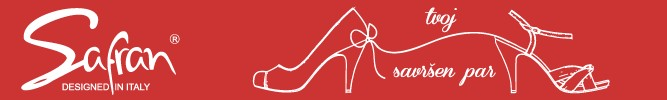 Safran®
DESIGNED IN ITALY
tvoj
savršen par